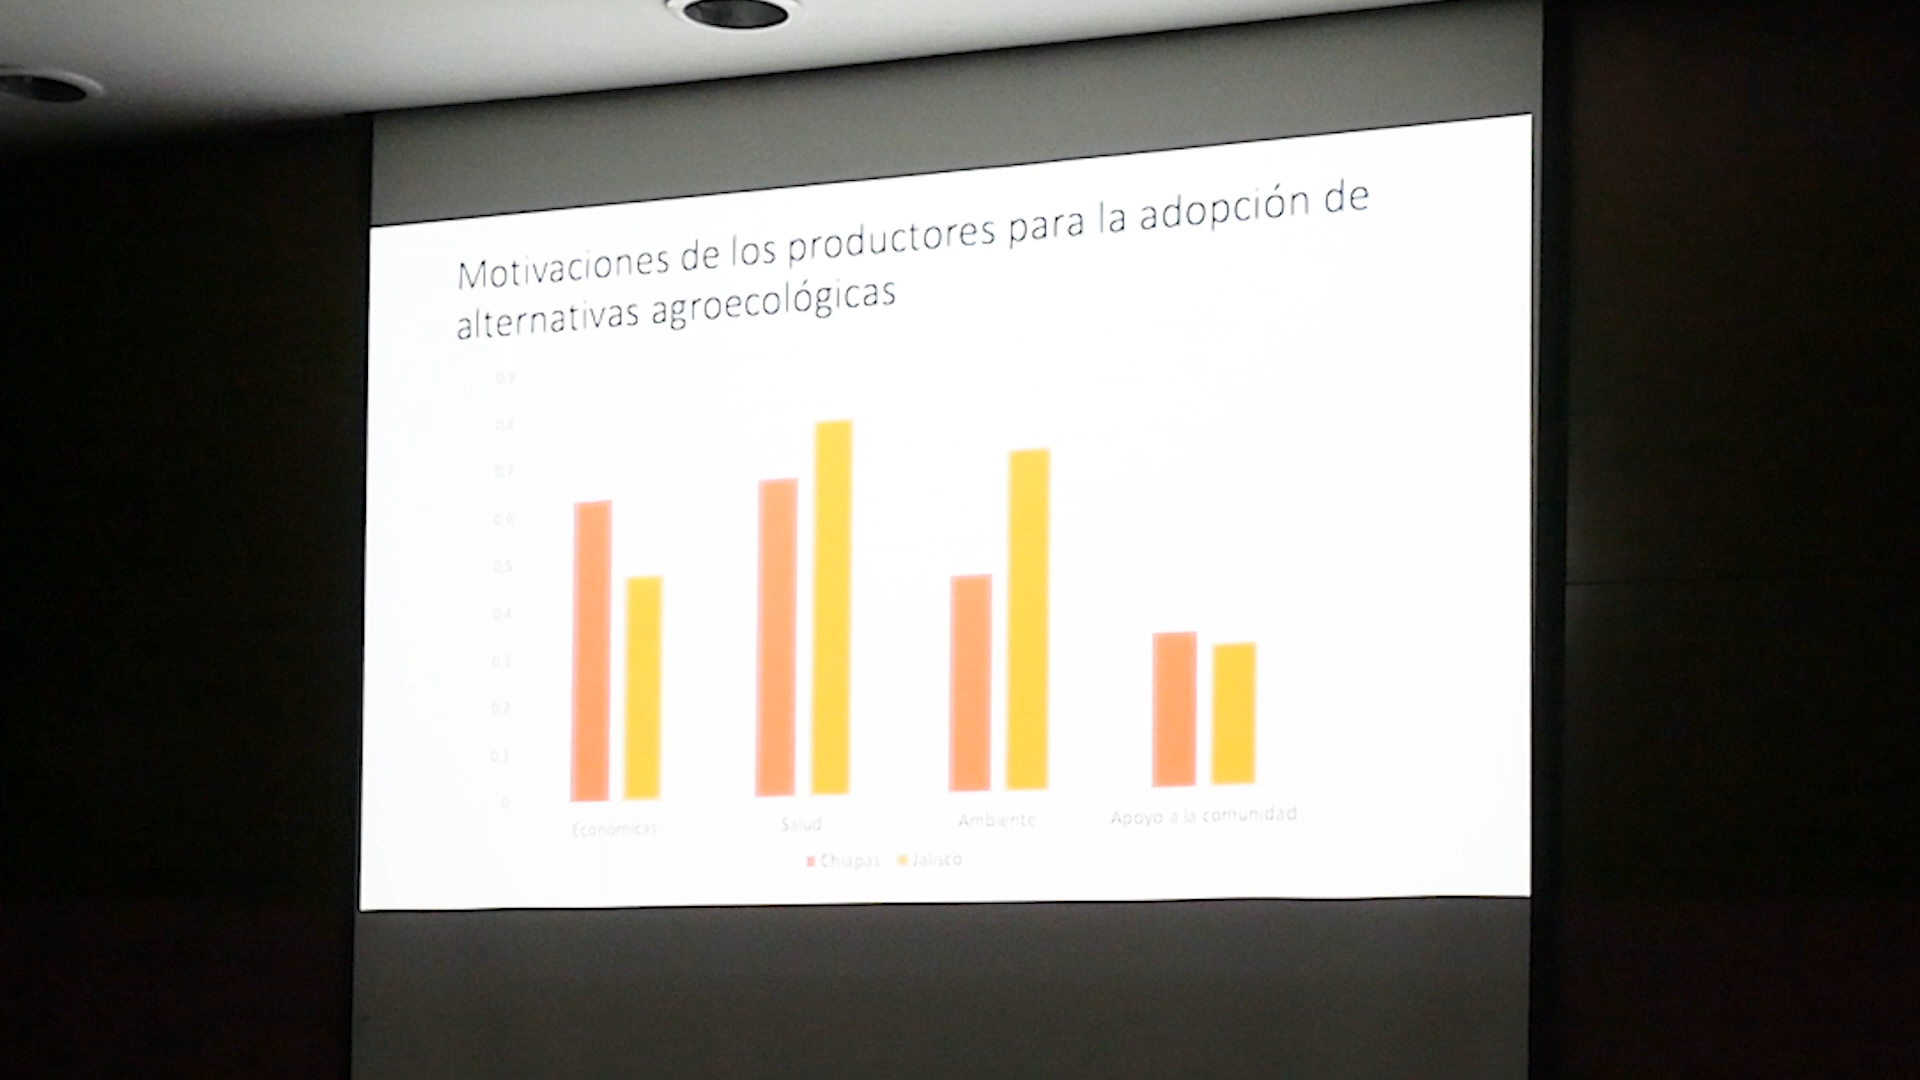 Motivaciones de los productores para la adopción de
alternativas agroecológicas
0,9
0,8
0,7
0,6
0,5
0,4
0,3
0,2
0,1
0
Económicas Salud Ambiente Apoyo a la comunidad
Chiapas Jalisco